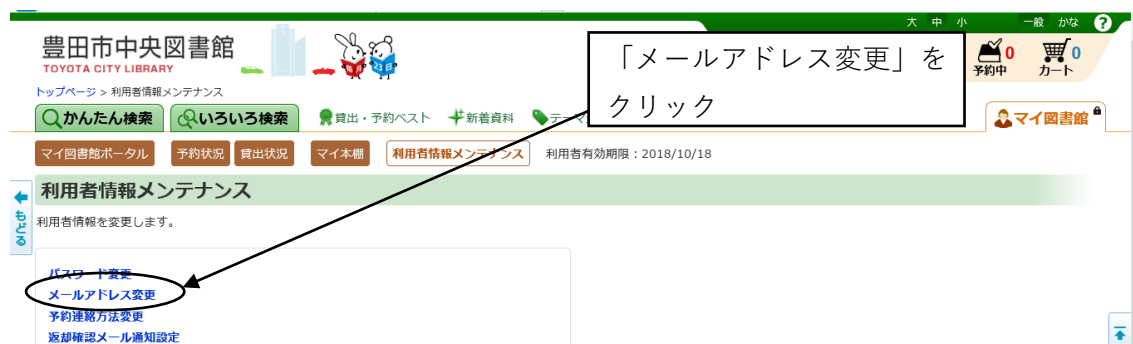 大 中 小 一般 かな ?
豊田市中央図書館
TOYOTA CITY LIBRARY
「メールアドレス変更」を
クリック
0 予約中
0 カート
トップページ > 利用者情報メンテナンス
かんたん検索 いろいろ検索 貸出・予約ベスト 新着資料 テーマ
マイ図書館
マイ図書館ポータル 予約状況 貸出状況 マイ本棚 利用者情報メンテナンス 利用者有効期限：2018/10/18
利用者情報メンテナンス
もどる
利用者情報を変更します。
パスワード変更
メールアドレス変更
予約連絡方法変更
返却確認メール通知設定